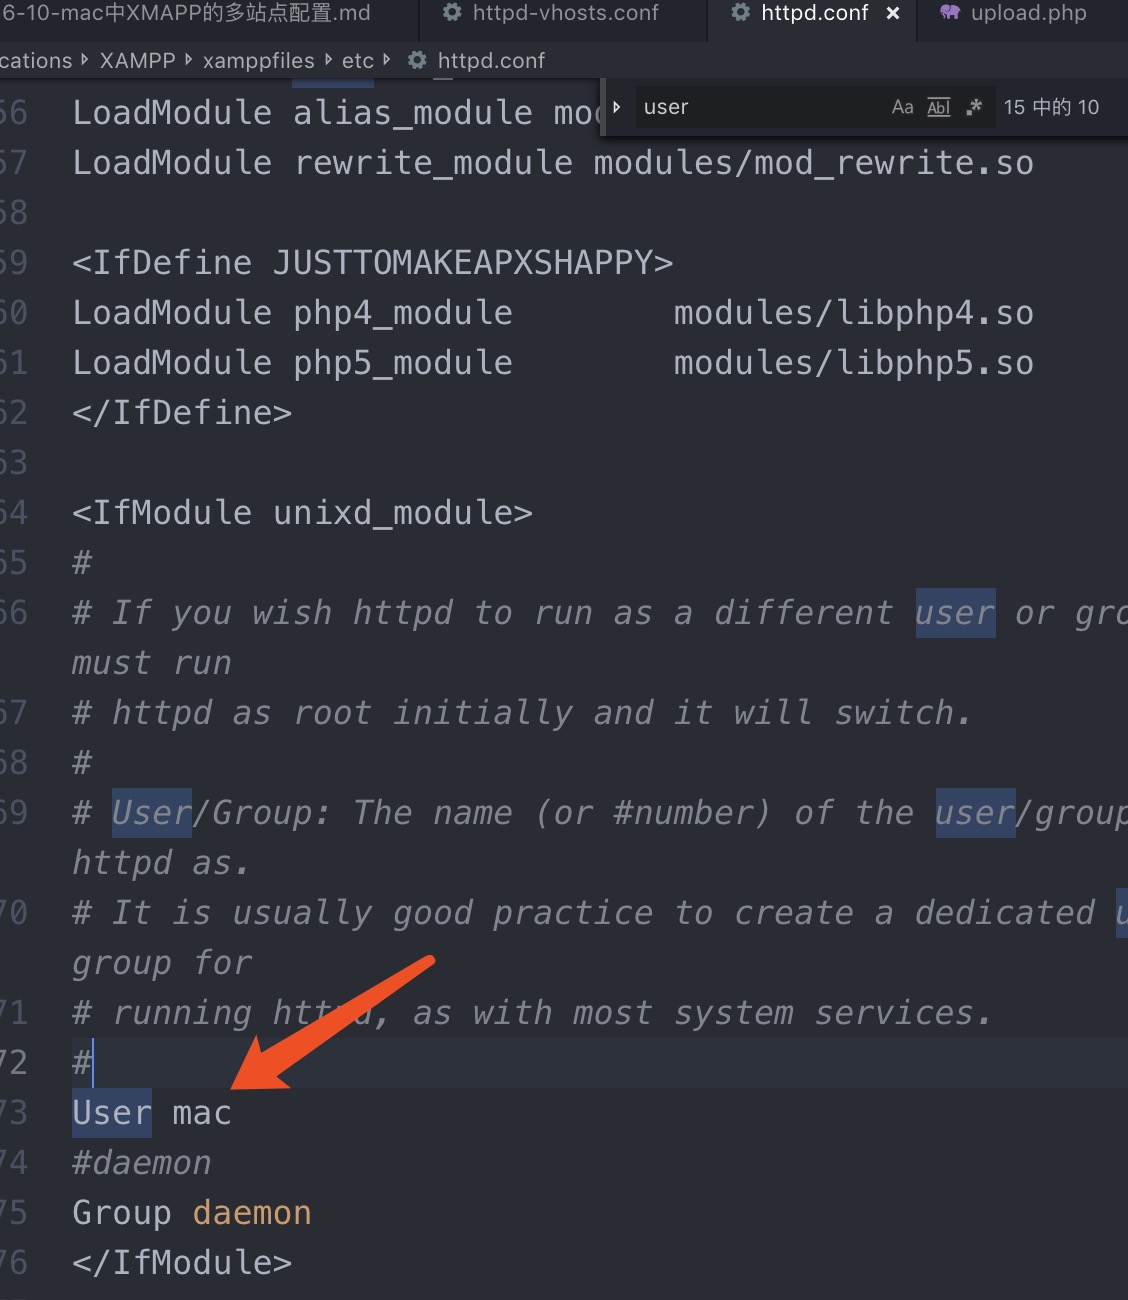 6-10-mac中XMAPP的多站点配置.md httpd-vhosts.conf httpd.conf × upload.php
cations XAMPP xamppfiles etc httpd.conf
user Aa Abl .* 15 中的 10
66 LoadModule alias_module mod
67 LoadModule rewrite_module modules/mod_rewrite.so
68
69 <IfDefine JUSTTOMAKEAPXSHAPPY>
60 LoadModule php4_module modules/libphp4.so
61 LoadModule php5_module modules/libphp5.so
62 </IfDefine>
63
64 <IfModule unixd_module>
65 #
66 # If you wish httpd to run as a different user or gro
must run
67 # httpd as root initially and it will switch.
68 #
69 # User/Group: The name (or #number) of the user/group
httpd as.
70 # It is usually good practice to create a dedicated u
group for
71 # running httpd, as with most system services.
72 #
73 User mac
74 #daemon
75 Group daemon
76 </IfModule>